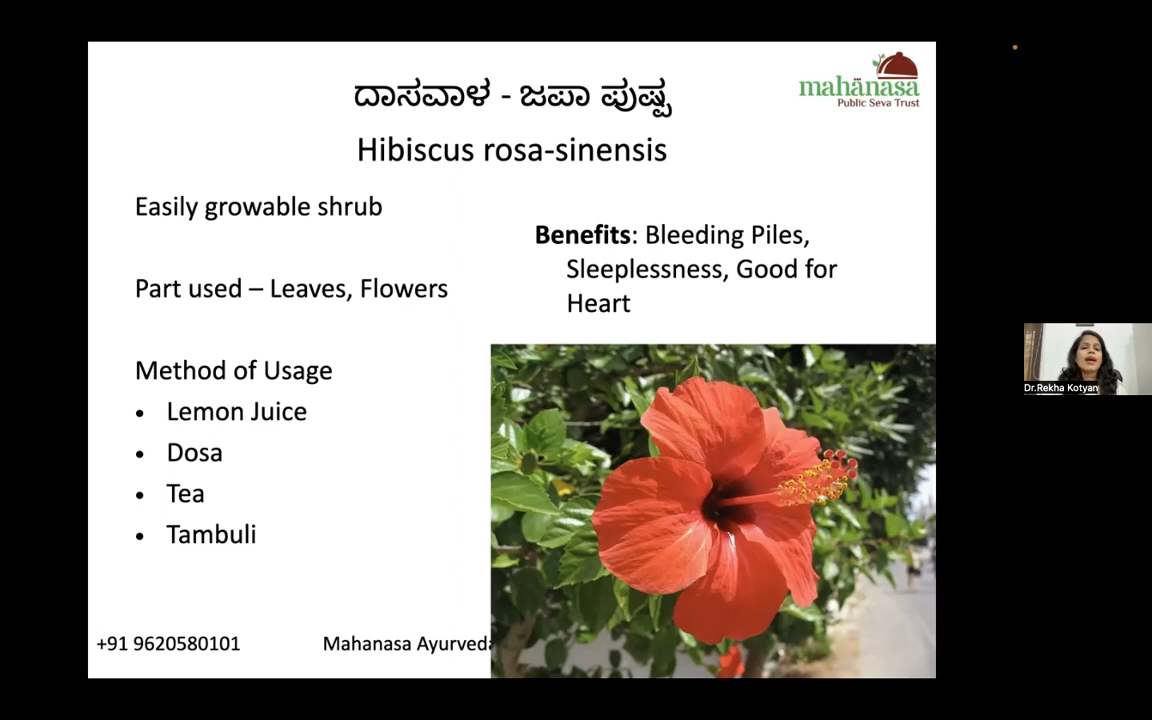 ದಾಸವಾಳ - ಜಪಾ ಪುಷ್ಪ
mahānasa
Public Seva Trust
Hibiscus rosa-sinensis
Easily growable shrub
Part used – Leaves, Flowers
Method of Usage
• Lemon Juice
• Dosa
• Tea
• Tambuli
Benefits: Bleeding Piles,
Sleeplessness, Good for
Heart
+91 9620580101 Mahanasa Ayurveda
Dr.Rekha Kotyan